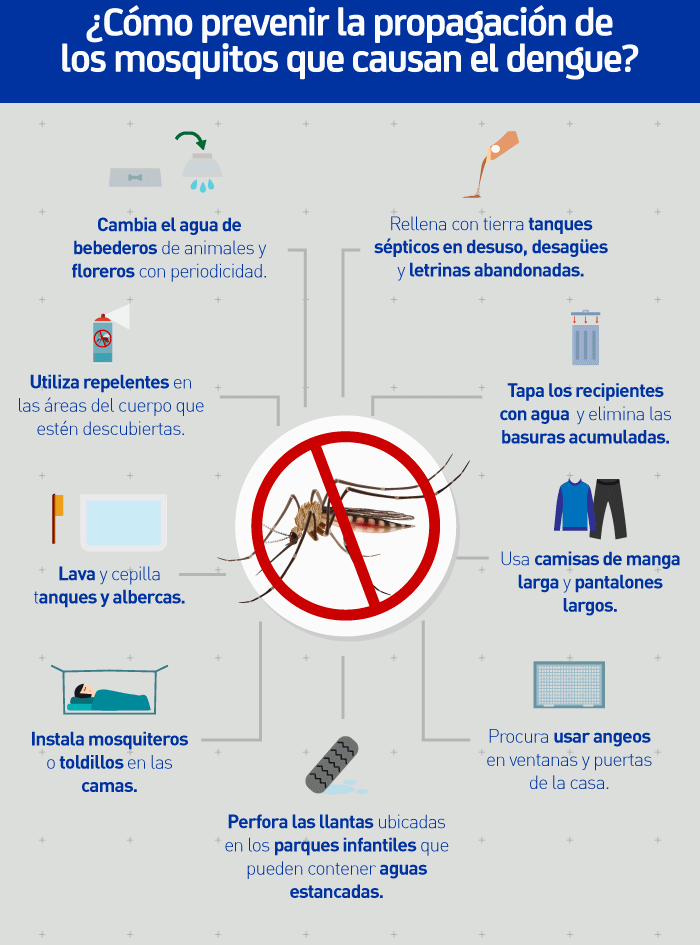 ¿Cómo prevenir la propagación de
los mosquitos que causan el dengue?
Cambia el agua de
bebederos de animales y
floreros con periodicidad.
Rellena con tierra tanques
sépticos en desuso, desagües
y letrinas abandonadas.
Utiliza repelentes en
las áreas del cuerpo que
estén descubiertas.
Tapa los recipientes
con agua y elimina las
basuras acumuladas.
Lava y cepilla
tanques y albercas.
Usa camisas de manga
larga y pantalones
largos.
Instala mosquiteros
o toldillos en las
camas.
Procura usar angeos
en ventanas y puertas
de la casa.
Perfora las llantas ubicadas
en los parques infantiles que
pueden contener aguas
estancadas.